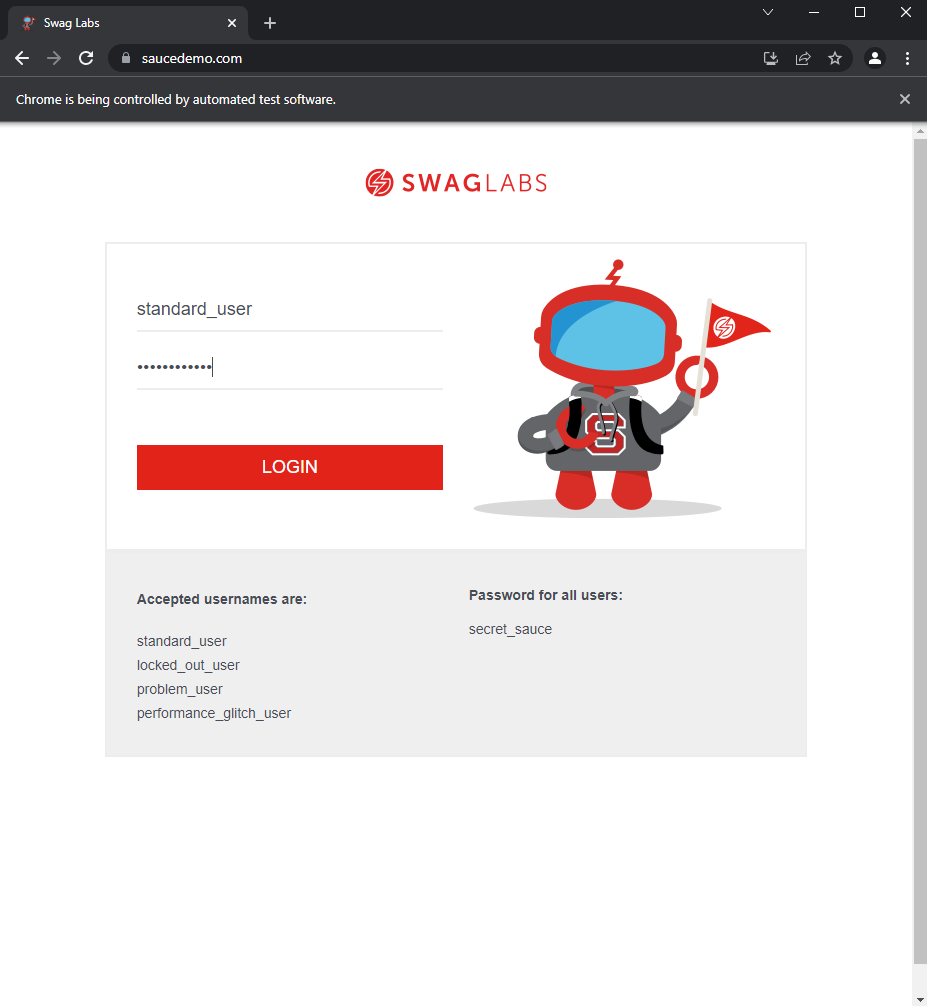 Swag Labs
saucedemo.com
Chrome is being controlled by automated test software.
SWAGLABS
standard_user
••••••••••••
LOGIN
S
Accepted usernames are:
standard_user
locked_out_user
problem_user
performance_glitch_user
Password for all users:
secret_sauce